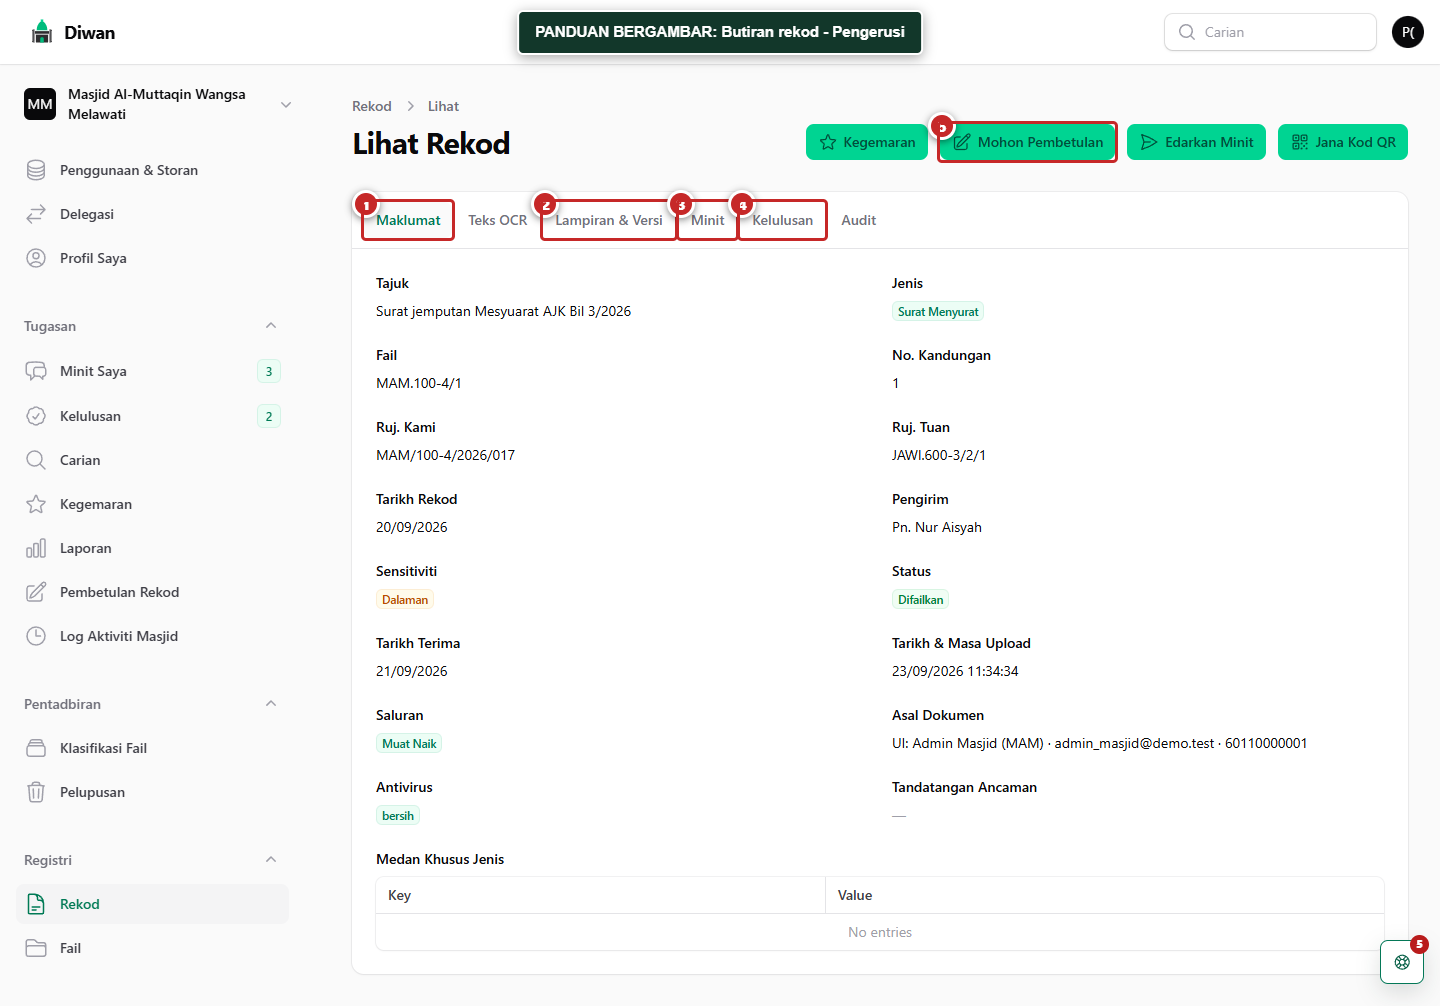 Diwan
PANDUAN BERGAMBAR: Butiran rekod - Pengerusi
Carian
P(
MM
Masjid Al-Muttaqin Wangsa
Melawati
Penggunaan & Storan
Delegasi
Profil Saya
Tugasan
Minit Saya
3
Kelulusan
2
Carian
Kegemaran
Laporan
Pembetulan Rekod
Log Aktiviti Masjid
Pentadbiran
Klasifikasi Fail
Pelupusan
Registri
Rekod
Fail
Rekod > Lihat
Lihat Rekod
Kegemaran
5
Mohon Pembetulan
Edarkan Minit
Jana Kod QR
1
Maklumat
Teks OCR
2
Lampiran & Versi
3
Minit
4
Kelulusan
Audit
Tajuk
Surat jemputan Mesyuarat AJK Bil 3/2026
Jenis
Surat Menyurat
Fail
MAM.100-4/1
No. Kandungan
1
Ruj. Kami
MAM/100-4/2026/017
Ruj. Tuan
JAWI.600-3/2/1
Tarikh Rekod
20/09/2026
Pengirim
Pn. Nur Aisyah
Sensitiviti
Dalaman
Status
Difailkan
Tarikh Terima
21/09/2026
Tarikh & Masa Upload
23/09/2026 11:34:34
Saluran
Muat Naik
Asal Dokumen
UI: Admin Masjid (MAM) · admin_masjid@demo.test · 60110000001
Antivirus
bersih
Tandatangan Ancaman
—
Medan Khusus Jenis
Key
Value
No entries
5